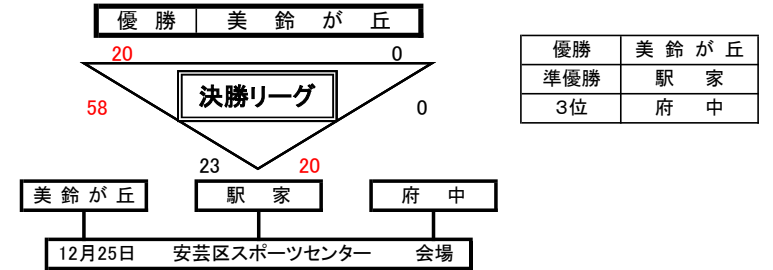 優 勝 美 鈴 が 丘
20 0
決勝リーグ
58 0
23 20
美 鈴 が 丘 駅 家 府 中
12月25日 安芸区スポーツセンター 会場
優勝 美 鈴 が 丘
準優勝 駅 家
3位 府 中